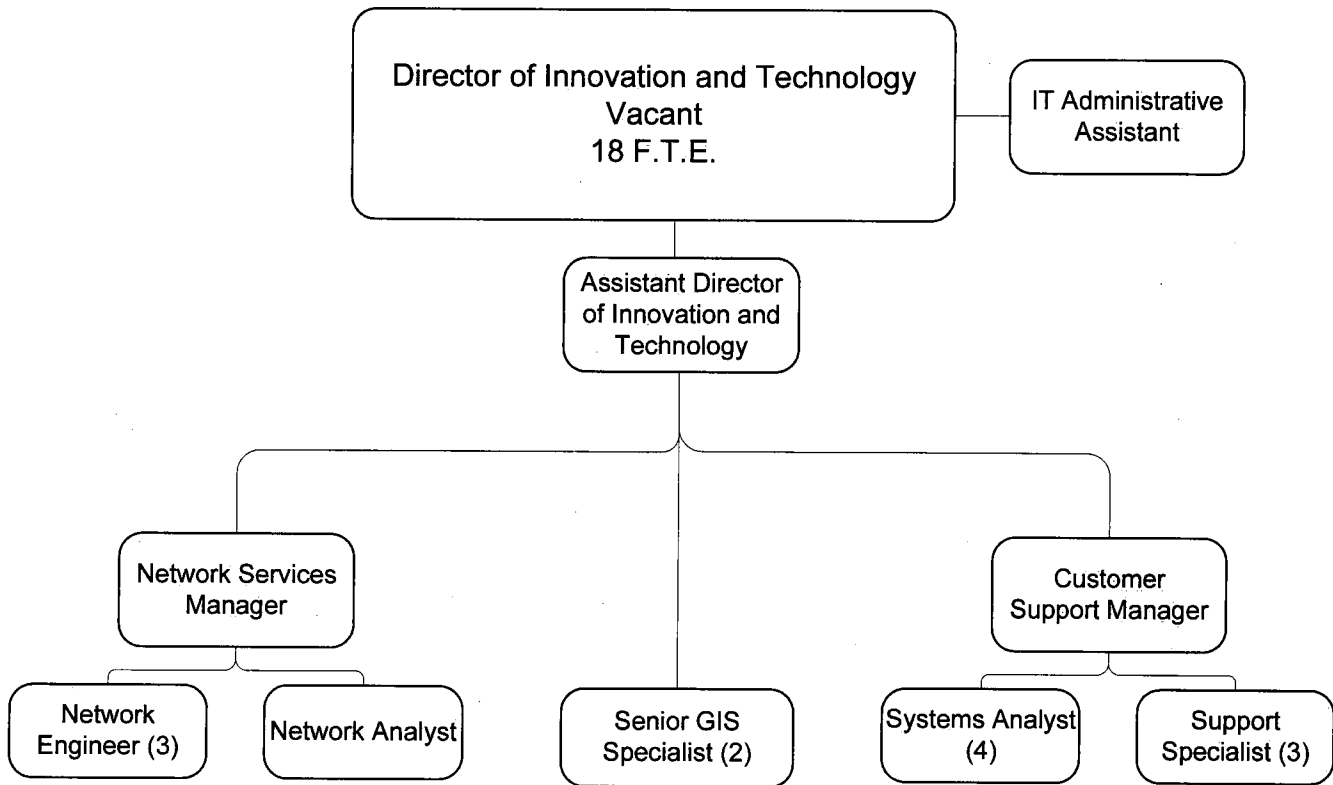 Director of Innovation and Technology
Vacant
18 F.T.E.
IT Administrative
Assistant
Assistant Director
of Innovation and
Technology
Network Services
Manager
Customer
Support Manager
Network
Engineer (3)
Network Analyst
Senior GIS
Specialist (2)
Systems Analyst
(4)
Support
Specialist (3)